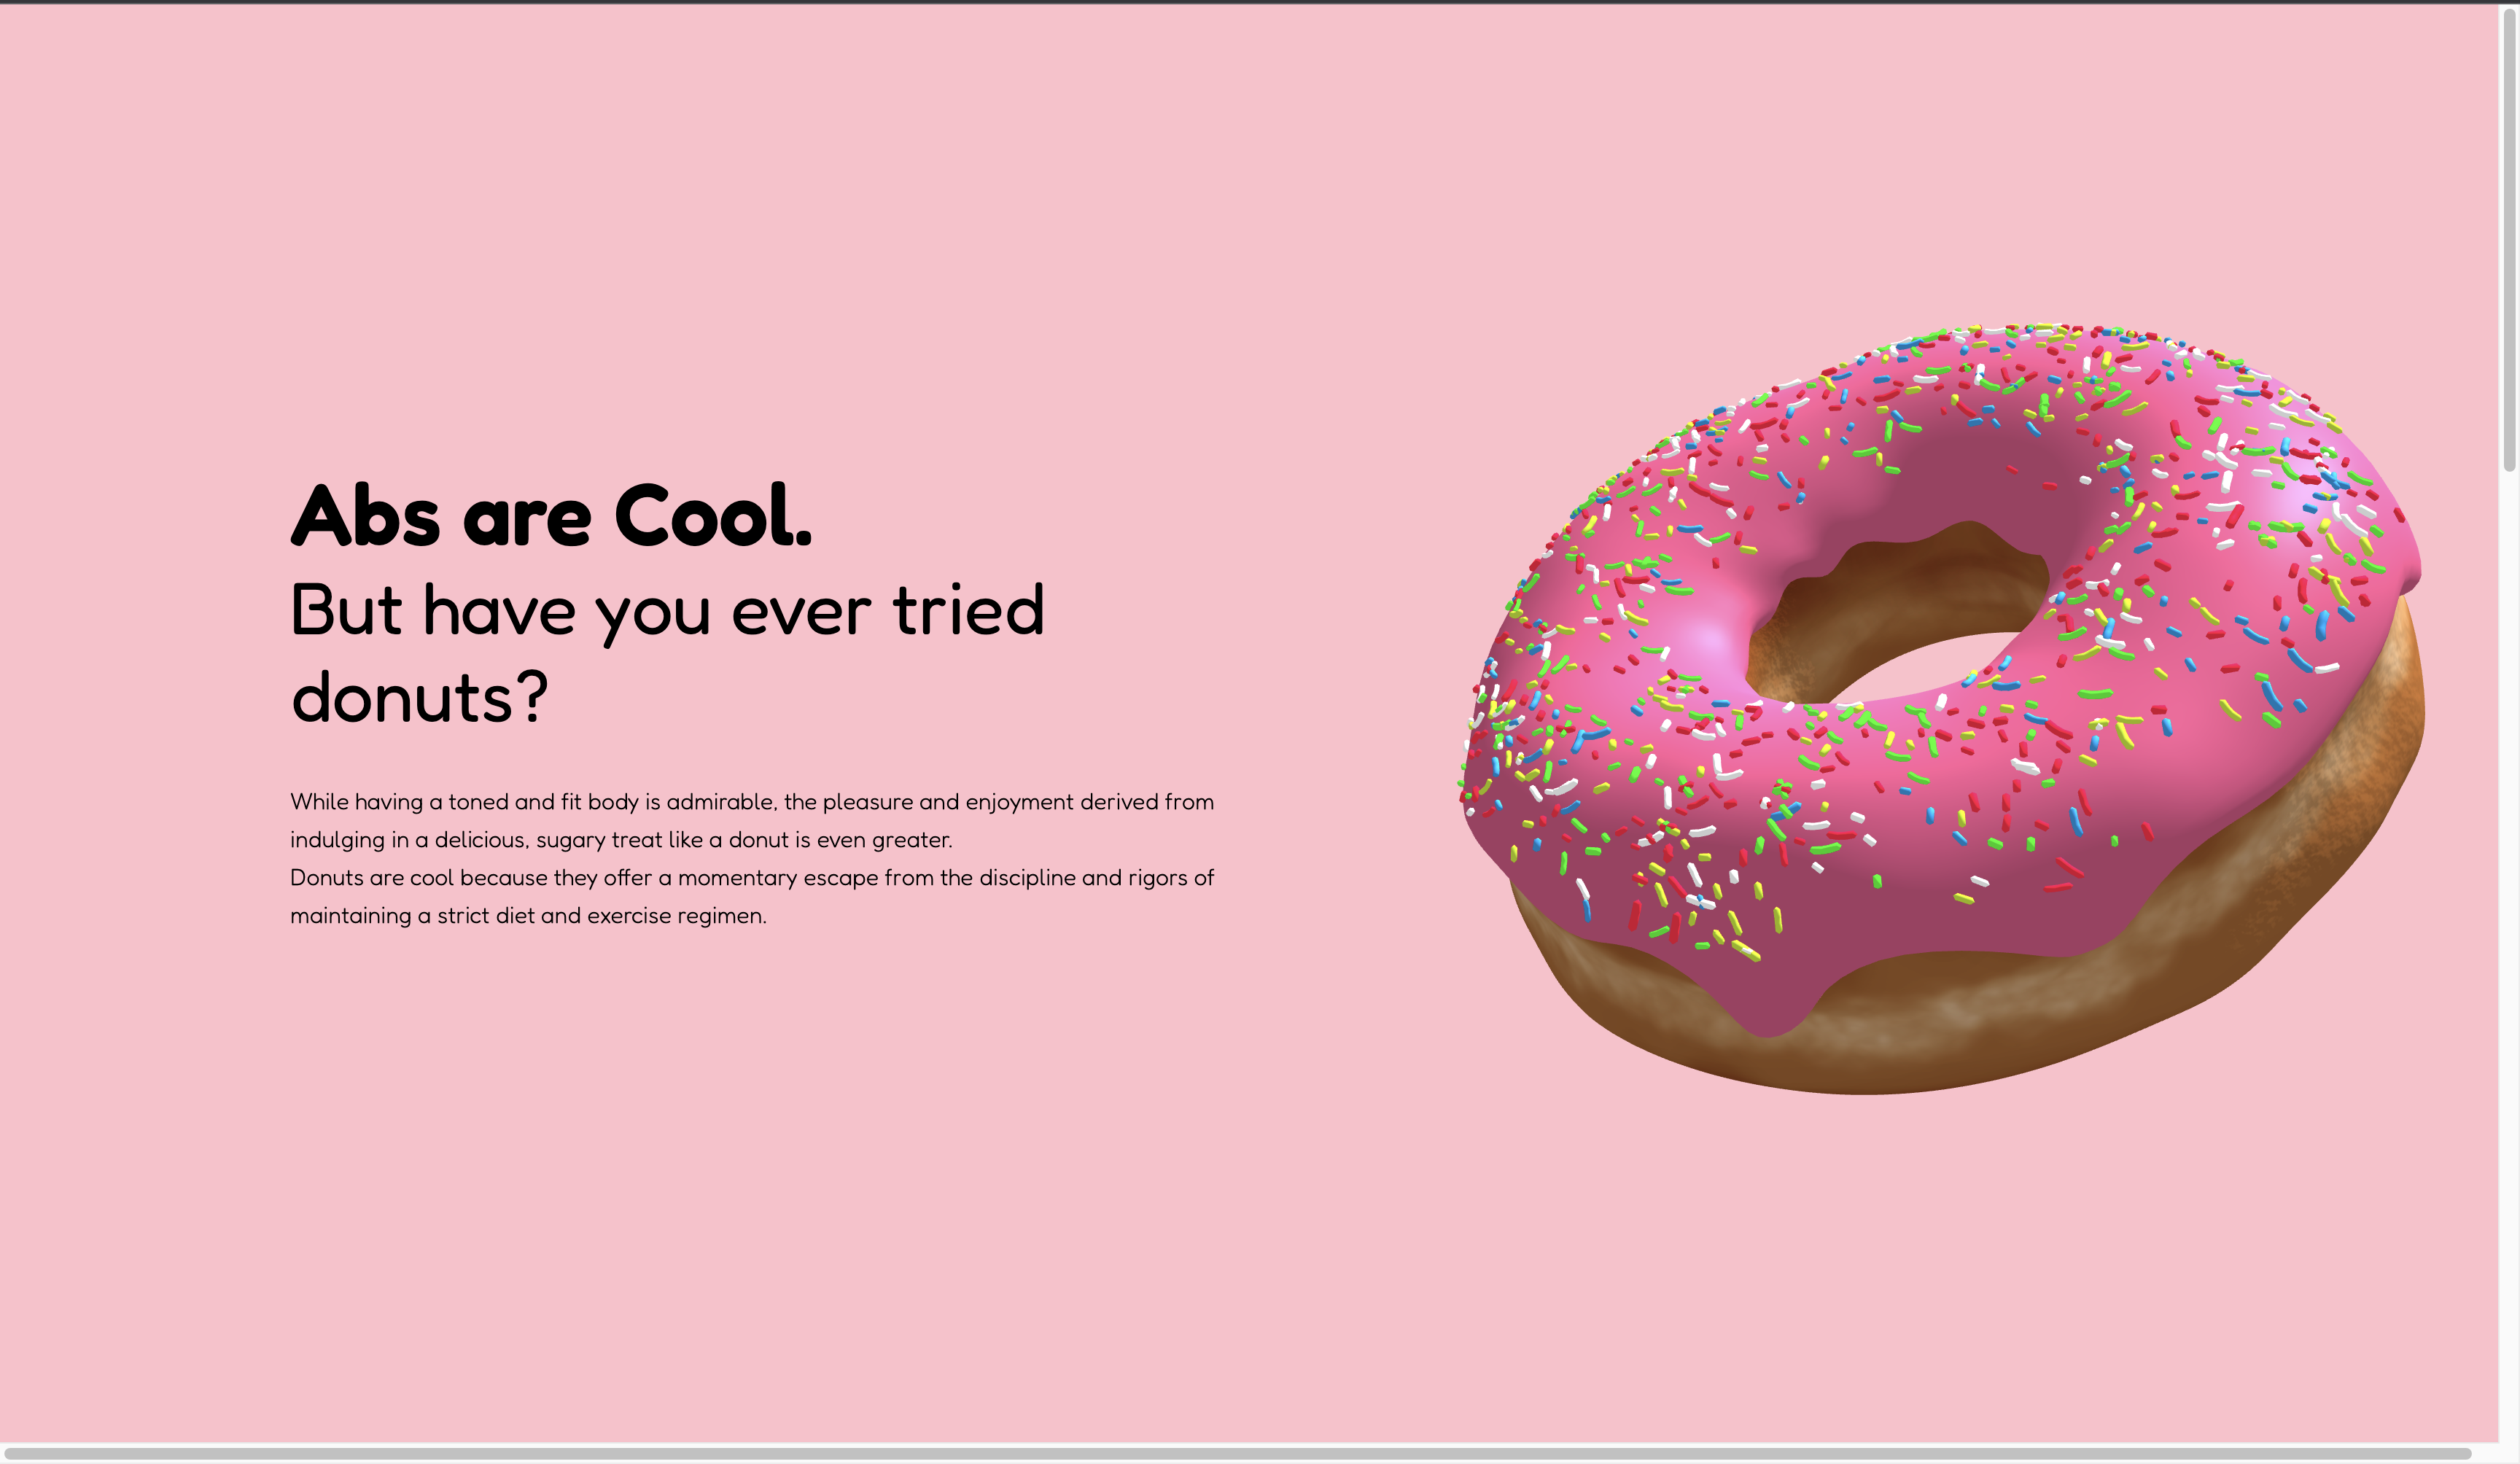 Abs are Cool.
But have you ever tried
donuts?
While having a toned and fit body is admirable, the pleasure and enjoyment derived from
indulging in a delicious, sugary treat like a donut is even greater.
Donuts are cool because they offer a momentary escape from the discipline and rigors of
maintaining a strict diet and exercise regimen.